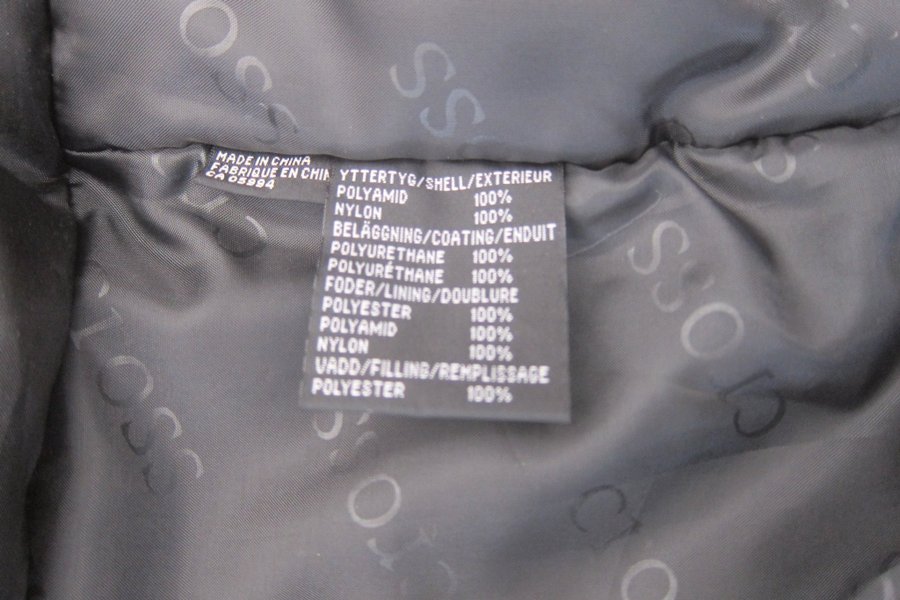 MADE IN CHINA
FABRIQUE EN CHIN
CA 05994
YTTERTYG/SHELL/EXTERIEUR
POLYAMID 100%
NYLON 100%
BELÄGGNING/COATING/ENDUIT
POLYURETHANE 100%
POLYURÉTHANE 100%
FODER/LINING/DOUBLURE
POLYESTER 100%
POLYAMID 100%
NYLON 100%
VADD/FILLING/REMPLISSAGE
POLYESTER 100%